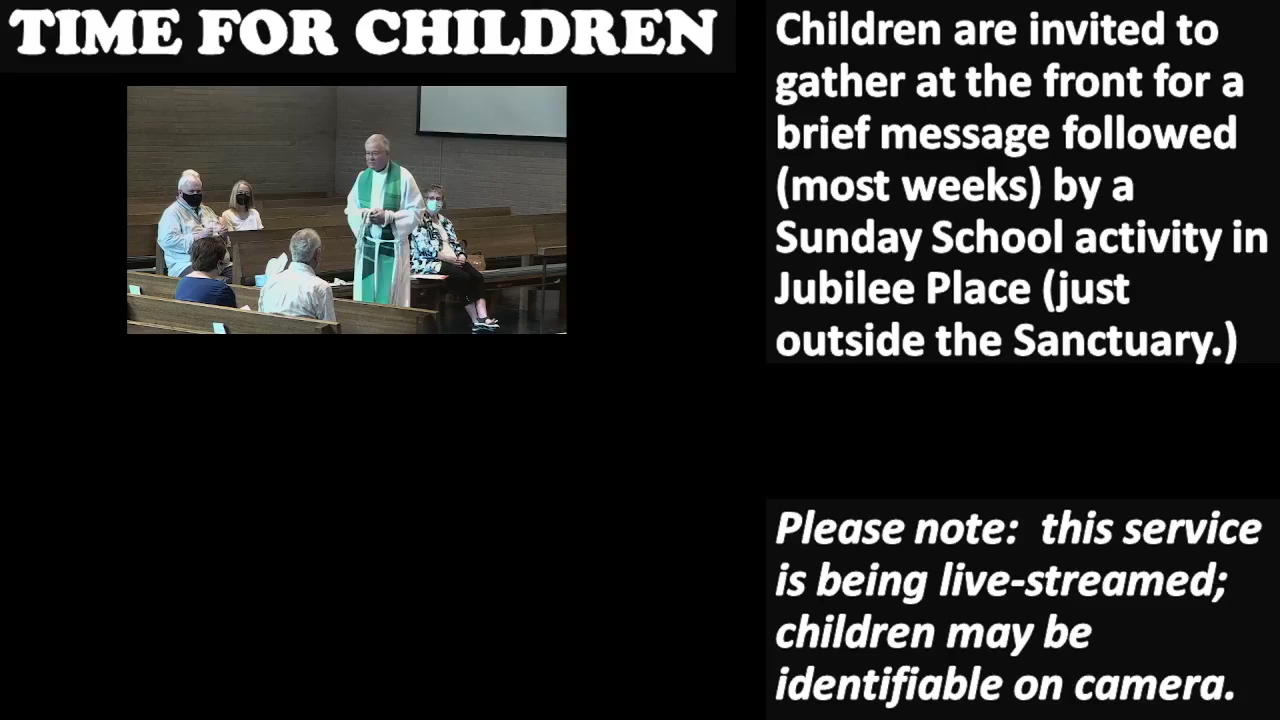 TIME FOR CHILDREN
Children are invited to
gather at the front for a
brief message followed
(most weeks) by a
Sunday School activity in
Jubilee Place (just
outside the Sanctuary.)
Please note:  this service
is being live-streamed;
children may be
identifiable on camera.